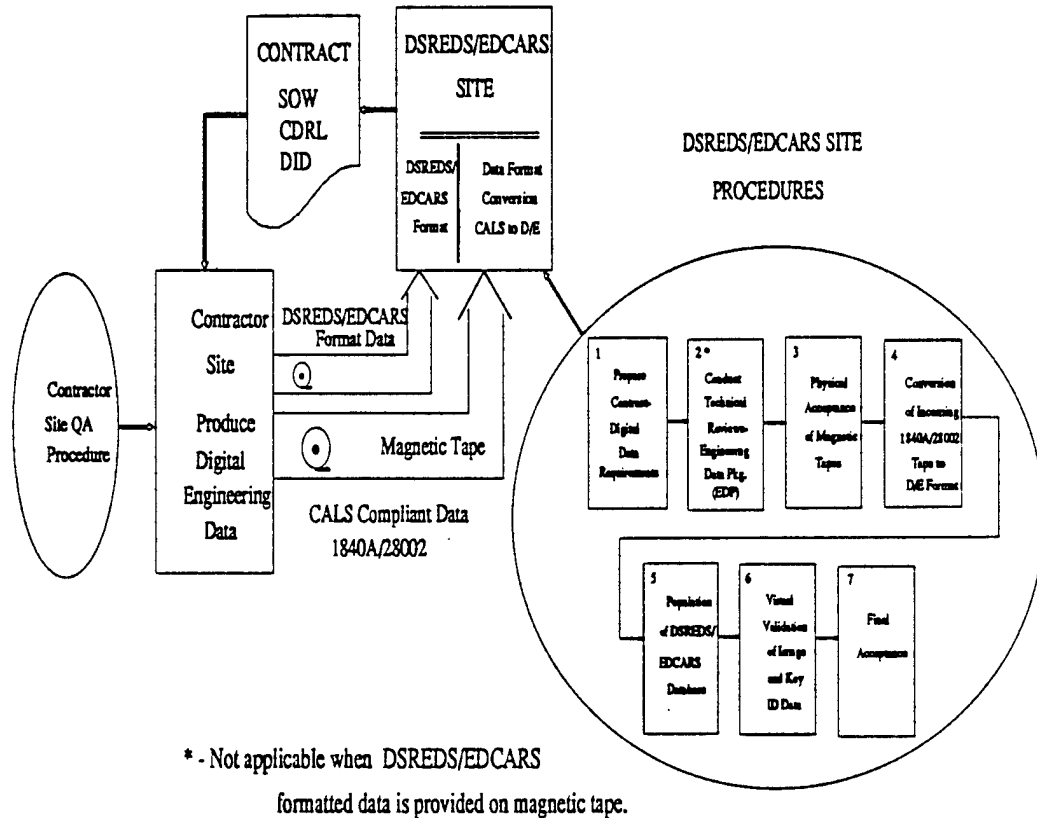 CONTRACT
SOW
CDRL
DID
DSREDS/EDCARS
SITE
DSREDS/
EDCARS
Format
Data Format
Conversion
CALS to D/E
DSREDS/EDCARS SITE
PROCEDURES
Contractor
Site QA
Procedure
Contractor
Site
Produce
Digital
Engineering
Data
DSREDS/EDCARS
Format Data
Magnetic Tape
CALS Compliant Data
1840A/28002
1
Prepare
Contract-
Digital
Data
Requirements
2 *
Conduct
Technical
Reviews-
Engineering
Data Pkg.
(EDP)
3
Physical
Acceptance
of Magnetic
Tapes
4
Conversion
of Incoming
1840A/28002
Tape to
D/E Format
5
Population
of DSREDS/
EDCARS
Database
6
Visual
Validation
of Image
and Key
ID Data
7
Final
Acceptance
* - Not applicable when DSREDS/EDCARS
formatted data is provided on magnetic tape.